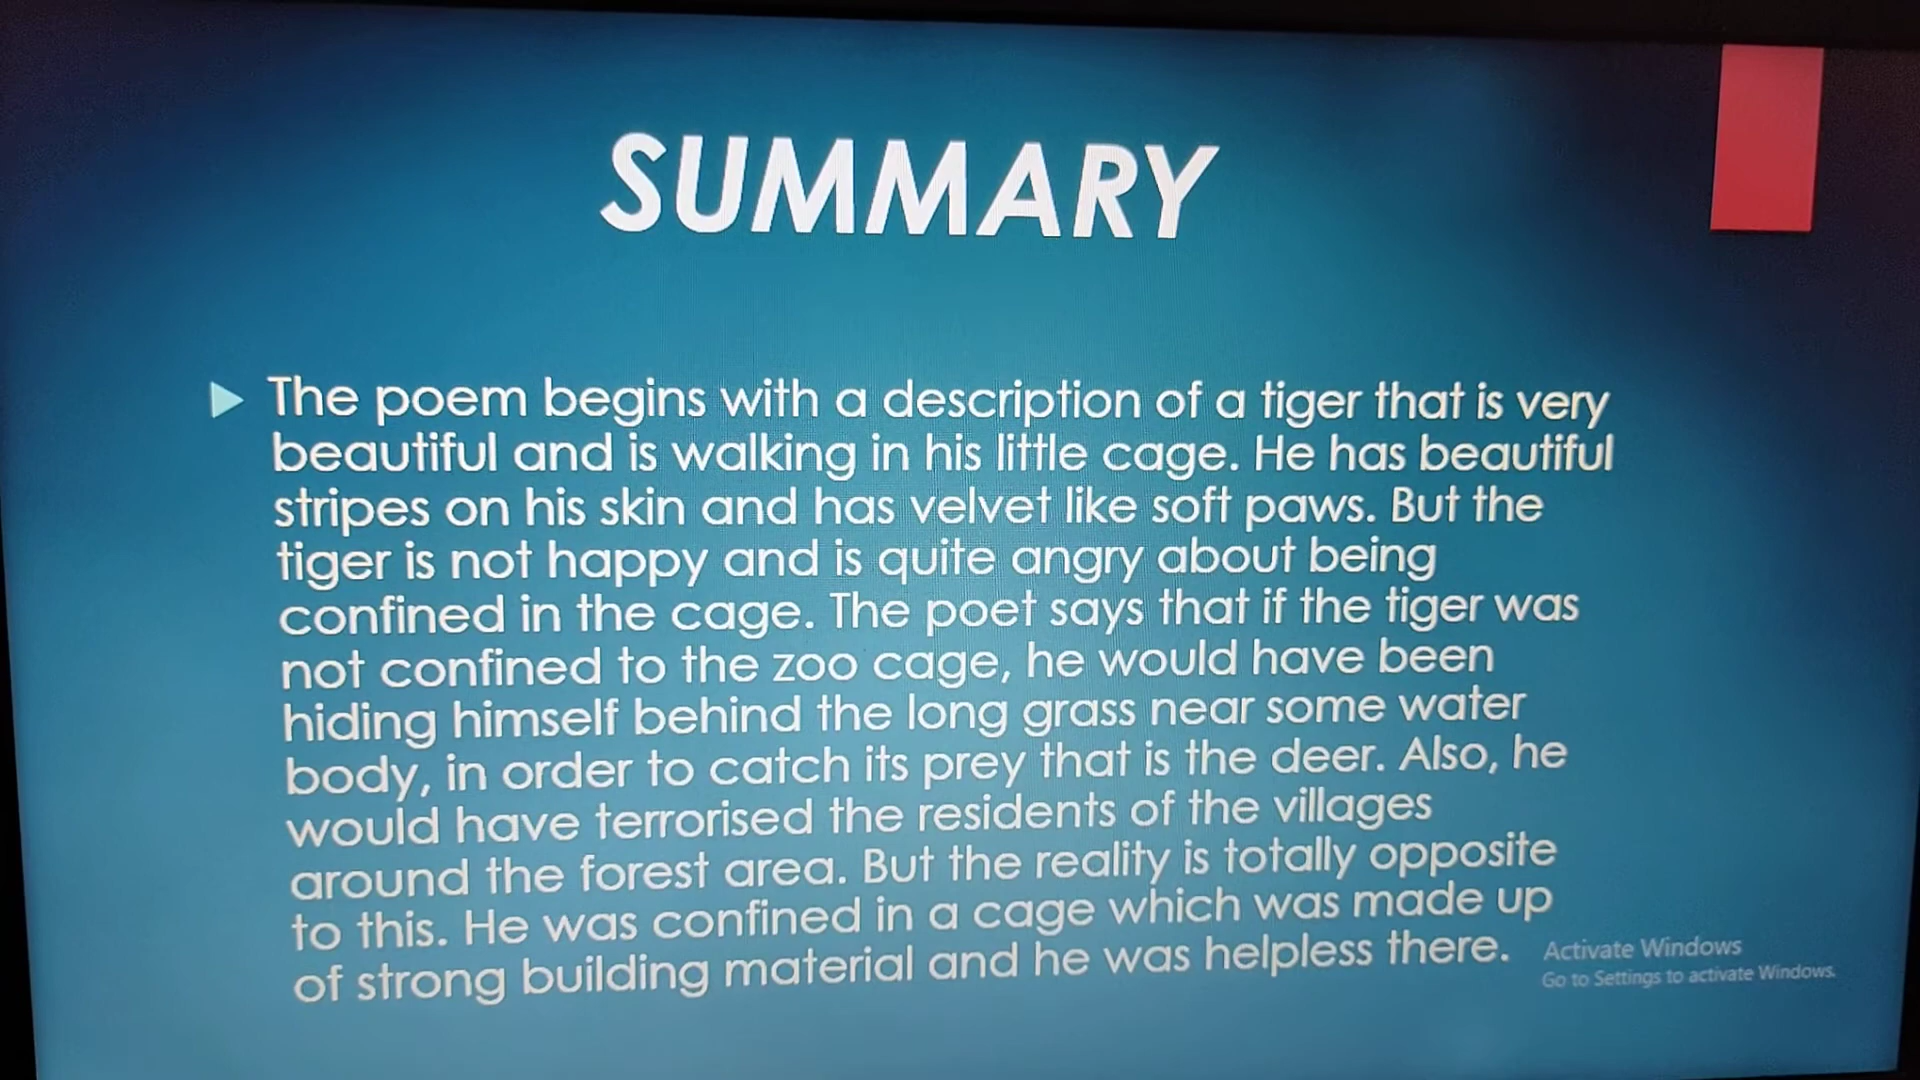 SUMMARY
The poem begins with a description of a tiger that is very
beautiful and is walking in his little cage. He has beautiful
stripes on his skin and has velvet like soft paws. But the
tiger is not happy and is quite angry about being
confined in the cage. The poet says that if the tiger was
not confined to the zoo cage, he would have been
hiding himself behind the long grass near some water
body, in order to catch its prey that is the deer. Also, he
would have terrorised the residents of the villages
around the forest area. But the reality is totally opposite
to this. He was confined in a cage which was made up
of strong building material and he was helpless there.
Activate Windows
Go to Settings to activate Windows.